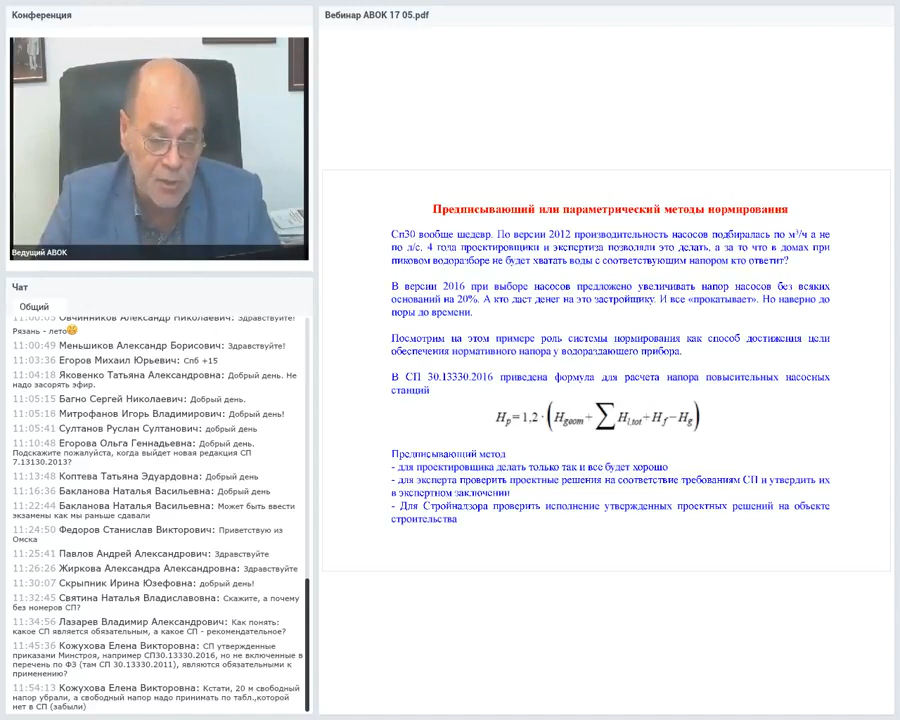 Конференция
Ведущий АВОК
Чат
Общий
11:00:05 Овчинников Александр Николаевич: Здравствуйте!
Рязань - лето
11:00:49 Меньшиков Александр Борисович: Здравствуйте!
11:03:36 Егоров Михаил Юрьевич: Спб +15
11:04:18 Яковенко Татьяна Александровна: Добрый день. Не
надо засорять эфир.
11:05:15 Багно Сергей Николаевич: Добрый день.
11:05:16 Митрофанов Игорь Владимирович: Добрый день!
11:05:41 Султанов Руслан Султанович: добрый день
11:10:48 Егорова Ольга Геннадьевна: Добрый день.
Подскажите пожалуйста, когда выйдет новая редакция СП
7.13130.2013?
11:13:48 Коптева Татьяна Эдуардовна: Добрый день
11:16:36 Бакланова Наталья Васильевна: Добрый день
11:22:44 Бакланова Наталья Васильевна: Может быть ввести
экзамены как мы раньше сдавали
11:24:50 Федоров Станислав Викторович: Приветствую из
Омска
11:25:41 Павлов Андрей Александрович: Здравствуйте
11:26:26 Жиркова Александра Александровна: Здравствуйте
11:30:07 Скрыпник Ирина Юзефовна: добрый день!
11:32:45 Святина Наталья Владиславовна: Скажите, а почему
без номеров СП?
11:34:56 Лазарев Владимир Александрович: Как понять:
какое СП является обязательным, а какое СП - рекомендательное?
11:45:36 Кожухова Елена Викторовна: СП утвержденные
приказами Минстроя, например СП30.13330.2016, но не включенные в
перечень по ФЗ (там СП 30.13330.2011), являются обязательными к
применению?
11:54:13 Кожухова Елена Викторовна: Кстати, 20 м свободный
напор убрали, а свободный напор надо принимать по табл.,которой
нет в СП (забыли)
Вебинар АВОК 17 05.pdf
Предписывающий или параметрический методы нормирования
Сп30 вообще шедевр. По версии 2012 производительность насосов подбиралась по м³/ч а не
по л/с. 4 года проектировщики и экспертиза позволяли это делать, а за то что в домах при
пиковом водоразборе не будет хватать воды с соответствующим напором кто ответит?
В версии 2016 при выборе насосов предложено увеличивать напор насосов без всяких
оснований на 20%. А кто даст денег на это застройщику. И все «прокатывает». Но наверно до
поры до времени.
Посмотрим на этом примере роль системы нормирования как способ достижения цели
обеспечения нормативного напора у водораздающего прибора.
В СП 30.13330.2016 приведена формула для расчета напора повысительных насосных
станций
H_p = 1,2 · (H_geom + ∑ H_l,tot + H_f − H_g)
Предписывающий метод
- для проектировщика делать только так и все будет хорошо
- для эксперта проверить проектные решения на соответствие требованиям СП и утвердить их
в экспертном заключении
- Для Стройнадзора проверить исполнение утвержденных проектных решений на объекте
строительства